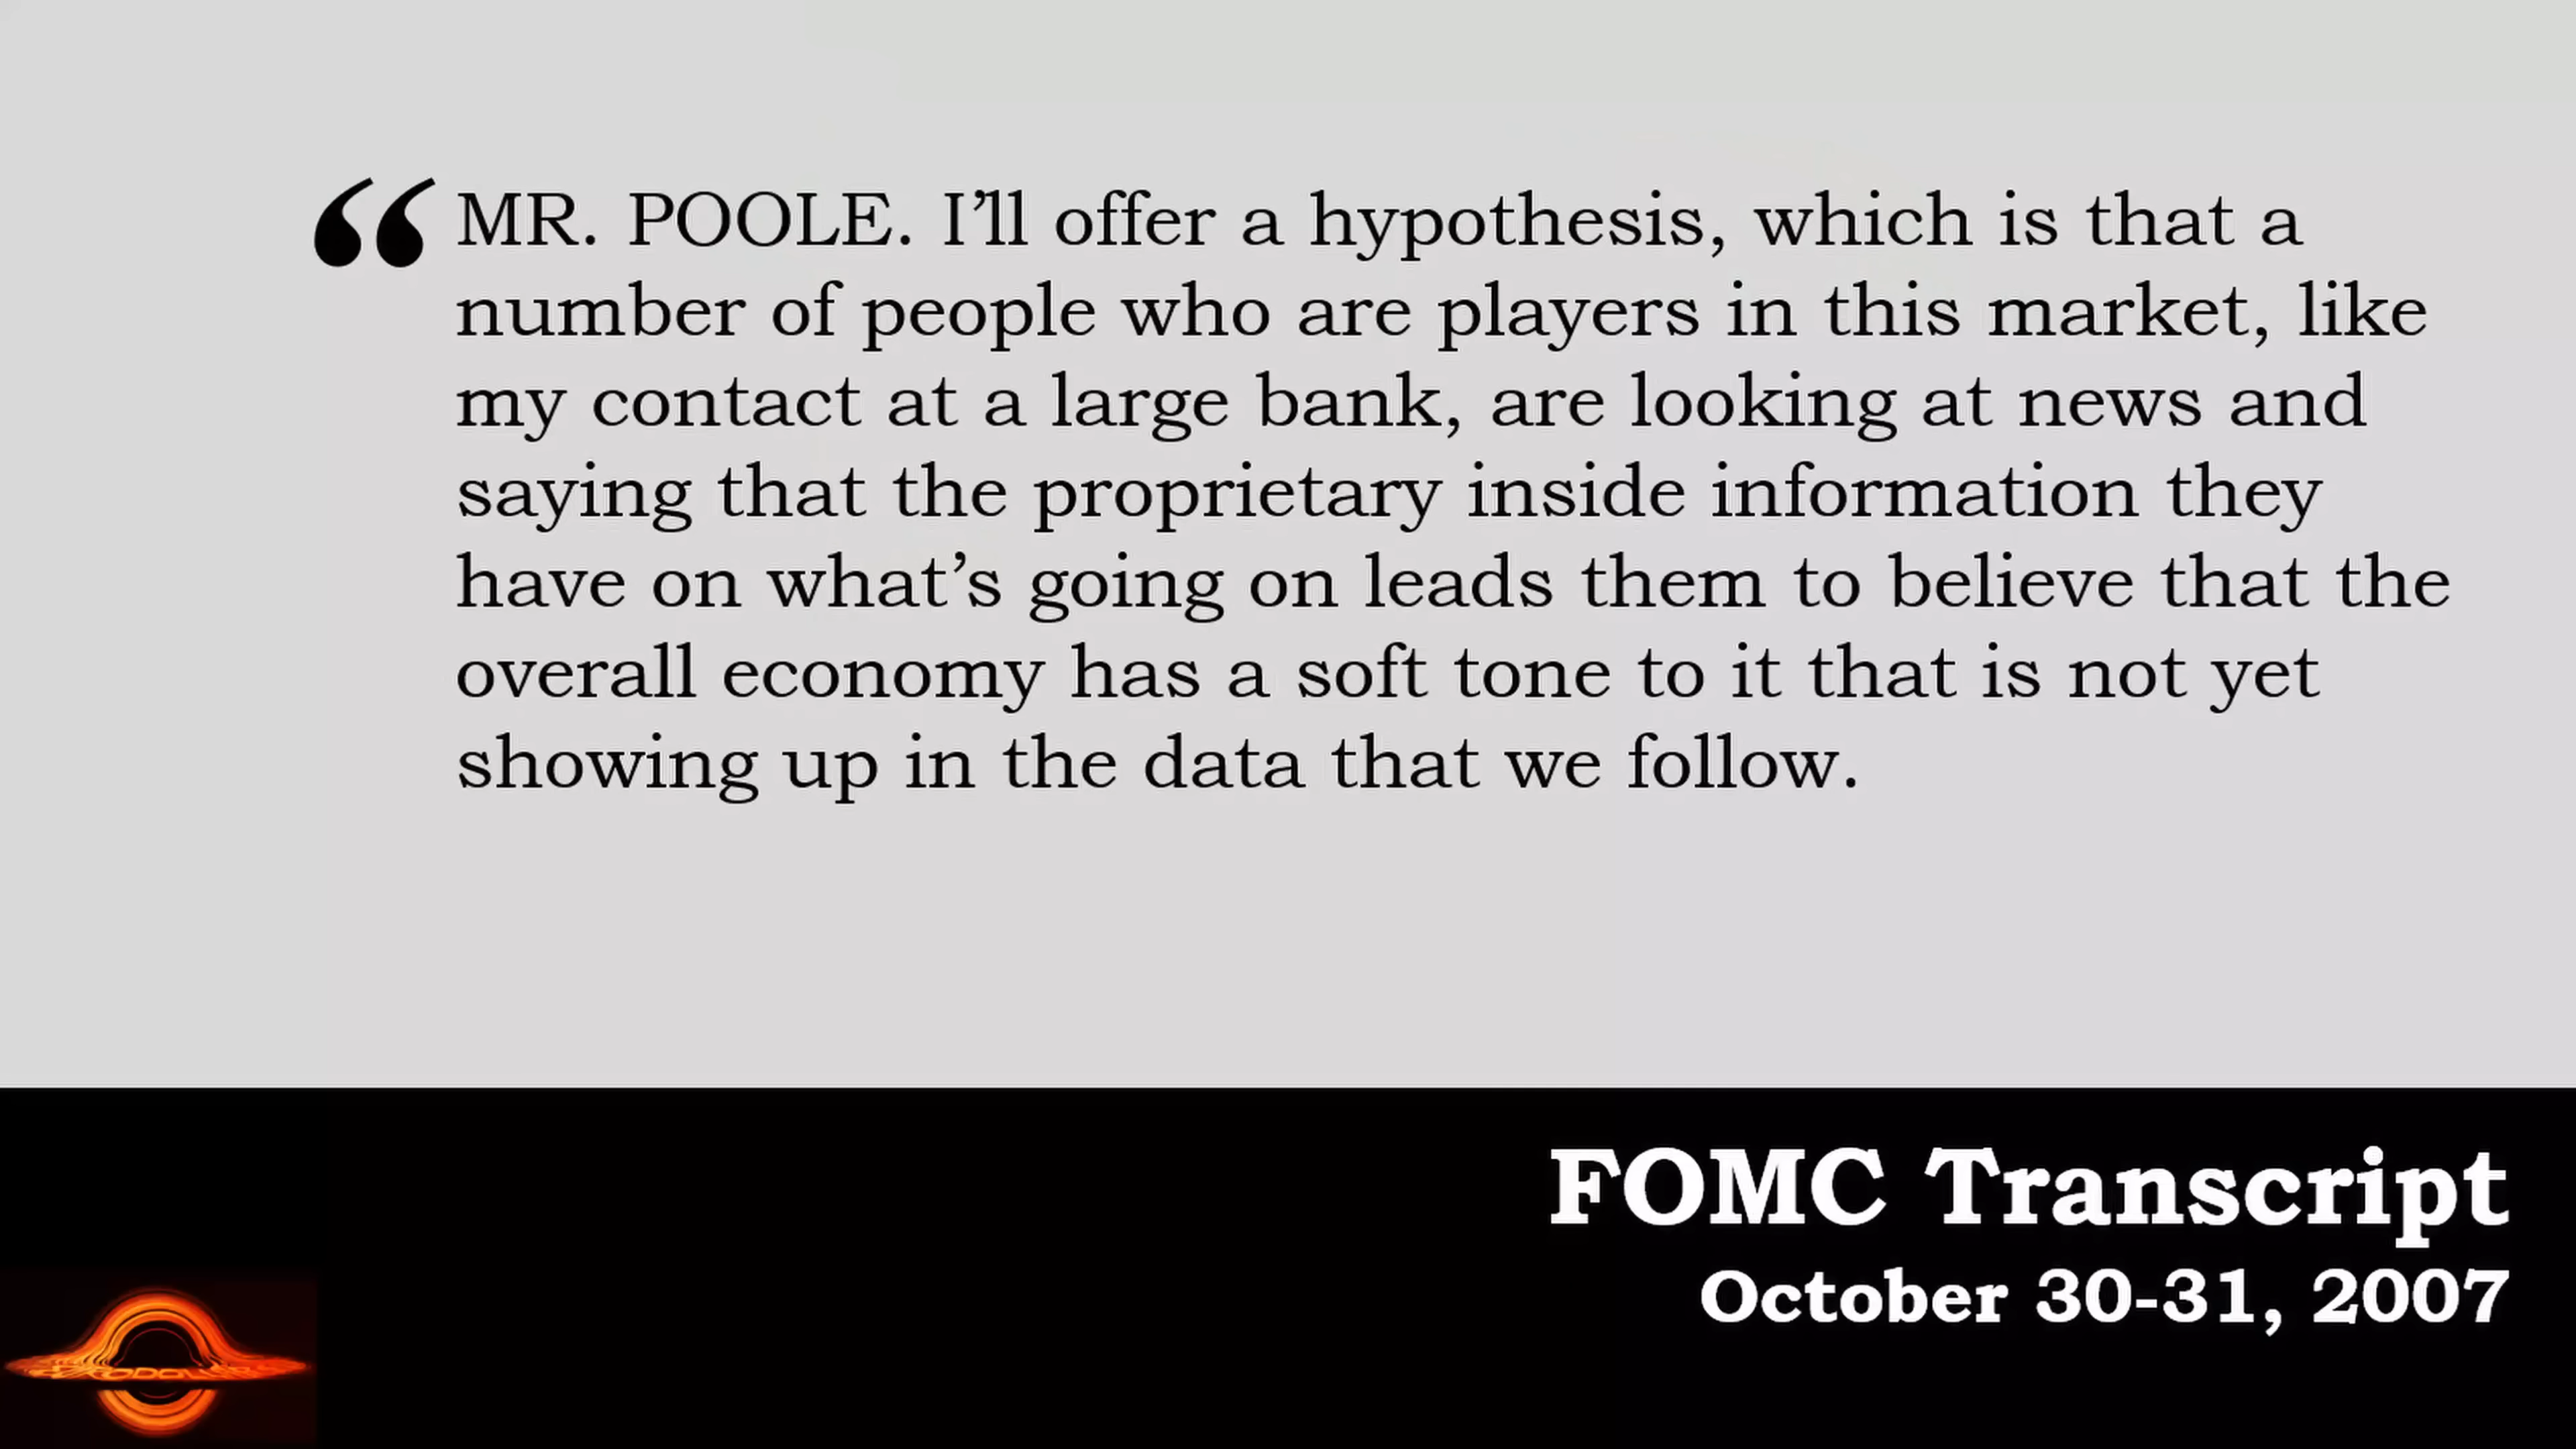 “MR. POOLE. I’ll offer a hypothesis, which is that a
number of people who are players in this market, like
my contact at a large bank, are looking at news and
saying that the proprietary inside information they
have on what’s going on leads them to believe that the
overall economy has a soft tone to it that is not yet
showing up in the data that we follow.
FOMC Transcript
October 30-31, 2007